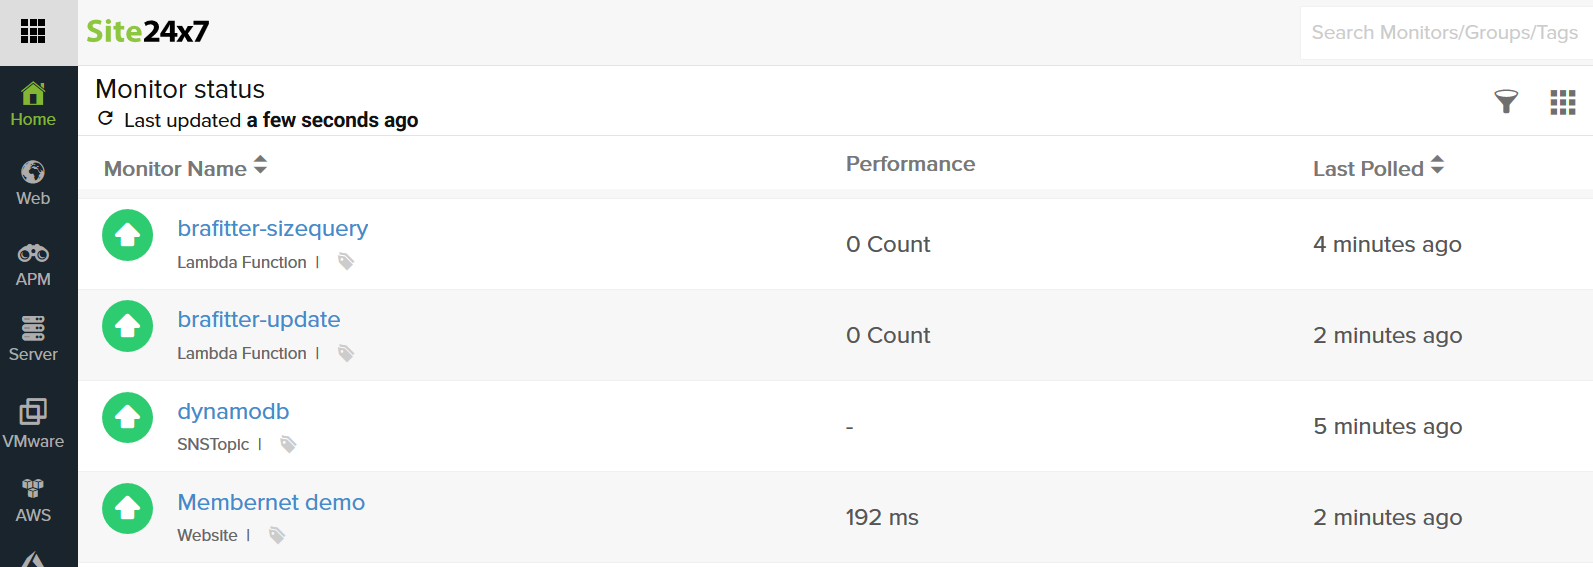 Site24x7
Search Monitors/Groups/Tags
Home
Web
APM
Server
VMware
AWS
Monitor status
Last updated a few seconds ago
Monitor Name Performance Last Polled
brafitter-sizequery
Lambda Function |
0 Count
4 minutes ago
brafitter-update
Lambda Function |
0 Count
2 minutes ago
dynamodb
SNSTopic |
-
5 minutes ago
Membernet demo
Website |
192 ms
2 minutes ago